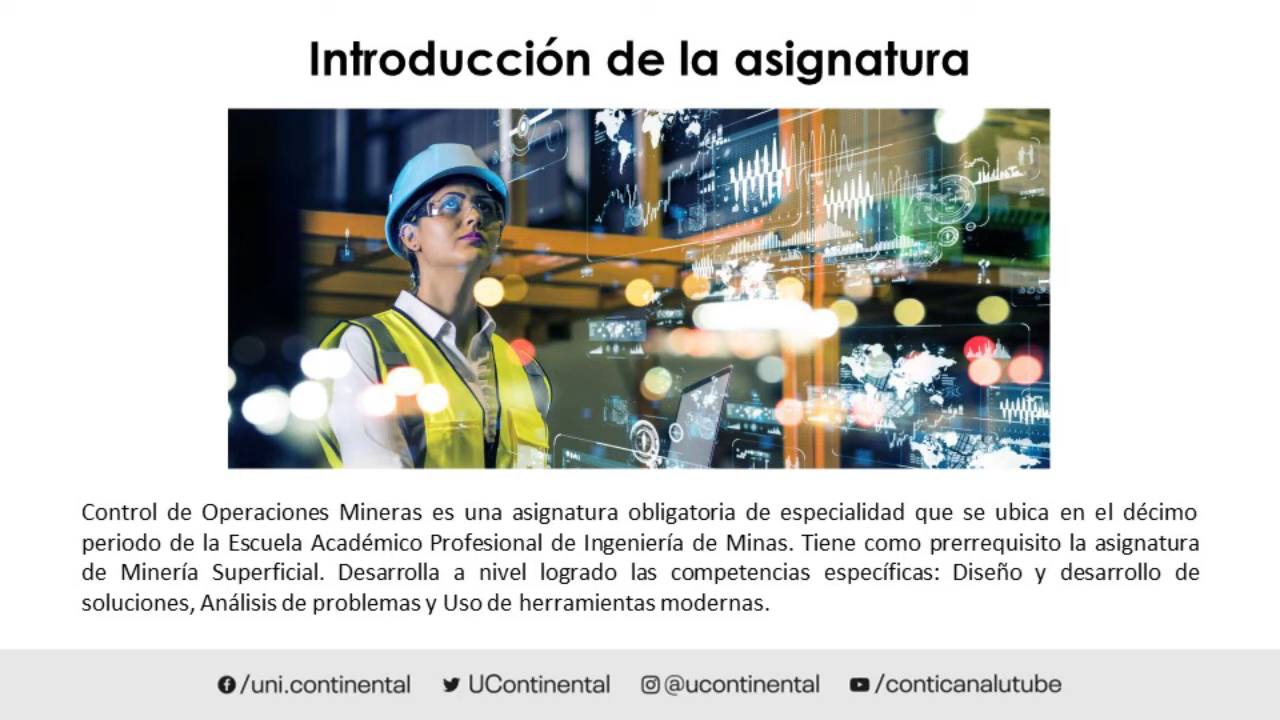 Introducción de la asignatura
Control de Operaciones Mineras es una asignatura obligatoria de especialidad que se ubica en el décimo
periodo de la Escuela Académico Profesional de Ingeniería de Minas. Tiene como prerrequisito la asignatura
de Minería Superficial. Desarrolla a nivel logrado las competencias específicas: Diseño y desarrollo de
soluciones, Análisis de problemas y Uso de herramientas modernas.
/uni.continental UContinental @ucontinental /conticanalutube